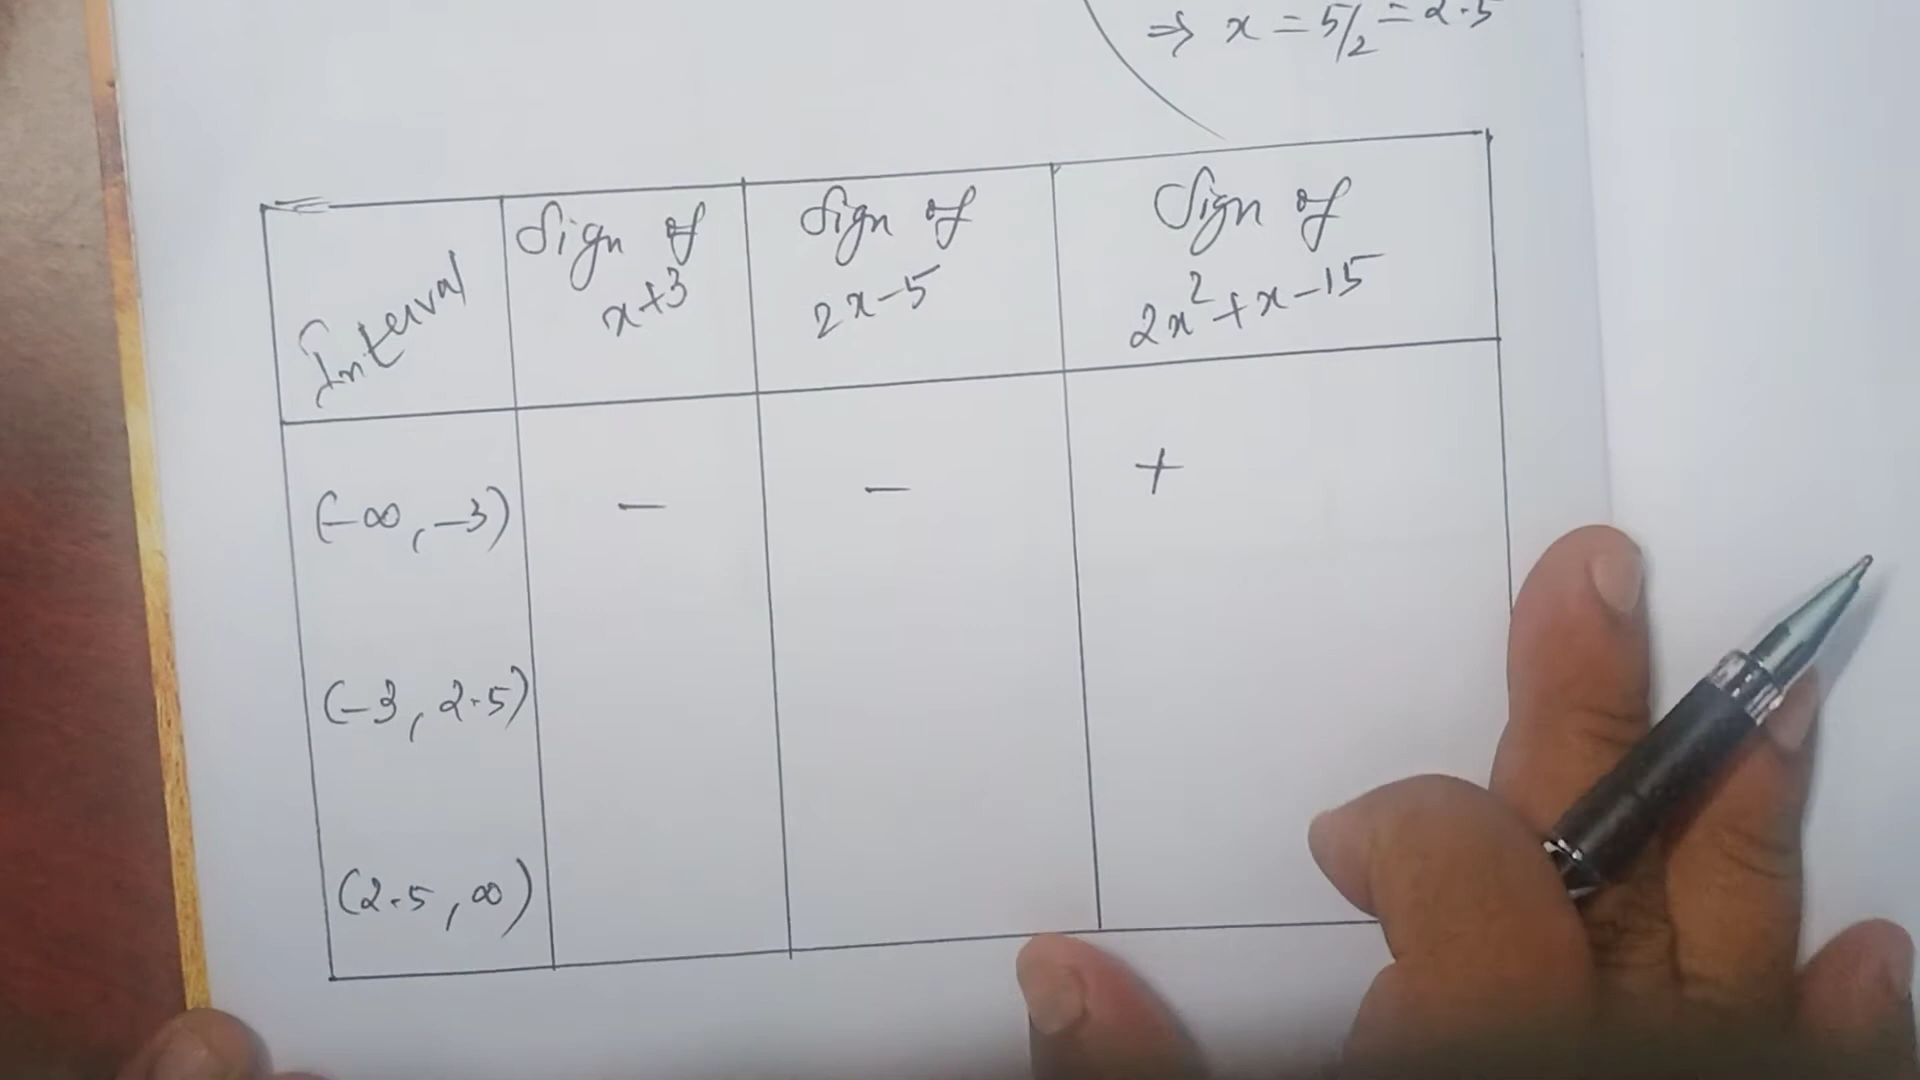 ⇒ x = 5/2 = 2.5
Interval
Sign of
x+3
Sign of
2x-5
Sign of
2x²+x-15
(-∞, -3)
-
-
+
(-3, 2.5)
(2.5, ∞)